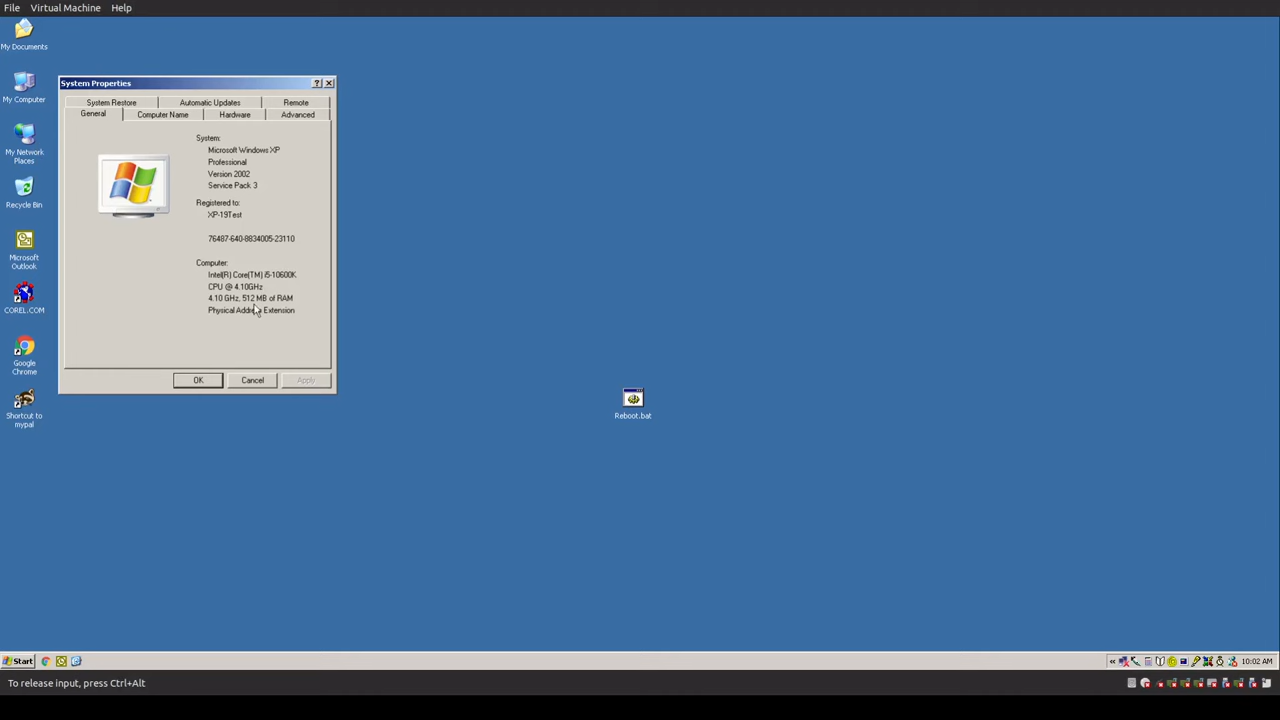 File Virtual Machine Help
My Documents
My Computer
My Network
Places
Recycle Bin
Microsoft
Outlook
COREL.COM
Google
Chrome
Shortcut to
mypal
System Properties
System Restore Automatic Updates Remote
General Computer Name Hardware Advanced
System:
Microsoft Windows XP
Professional
Version 2002
Service Pack 3
Registered to:
XP-19Test
76487-640-8834005-23110
Computer:
Intel(R) Core(TM) i5-10600K
CPU @ 4.10GHz
4.10 GHz, 512 MB of RAM
Physical Address Extension
OK Cancel Apply
Reboot.bat
Start
10:02 AM
To release input, press Ctrl+Alt